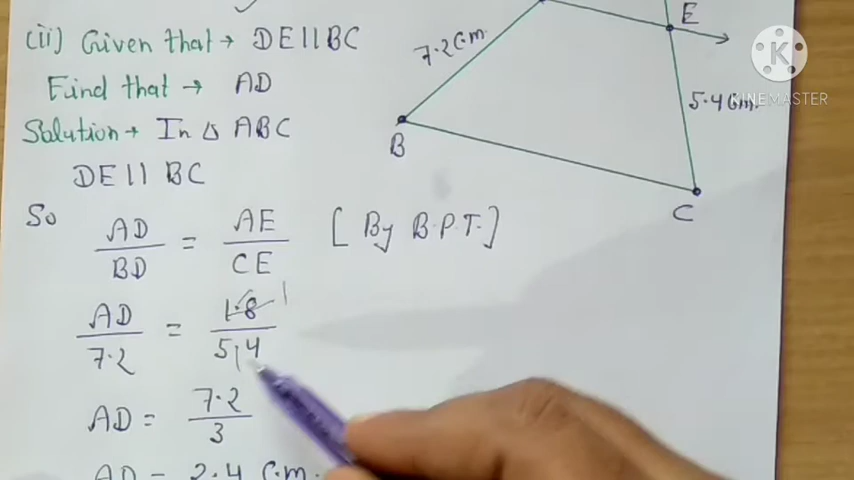 (ii) Given that → DE||BC
Find that → AD
Solution → In △ ABC
DE|| BC
So AD/BD = AE/CE [By B.P.T.]
AD/7.2 = 1.8/5.4 1
AD = 7.2/3
AD = 2.4 C.m.
7.2 C.m.
E
5.4 Cm.
B
C
K
KINEMASTER